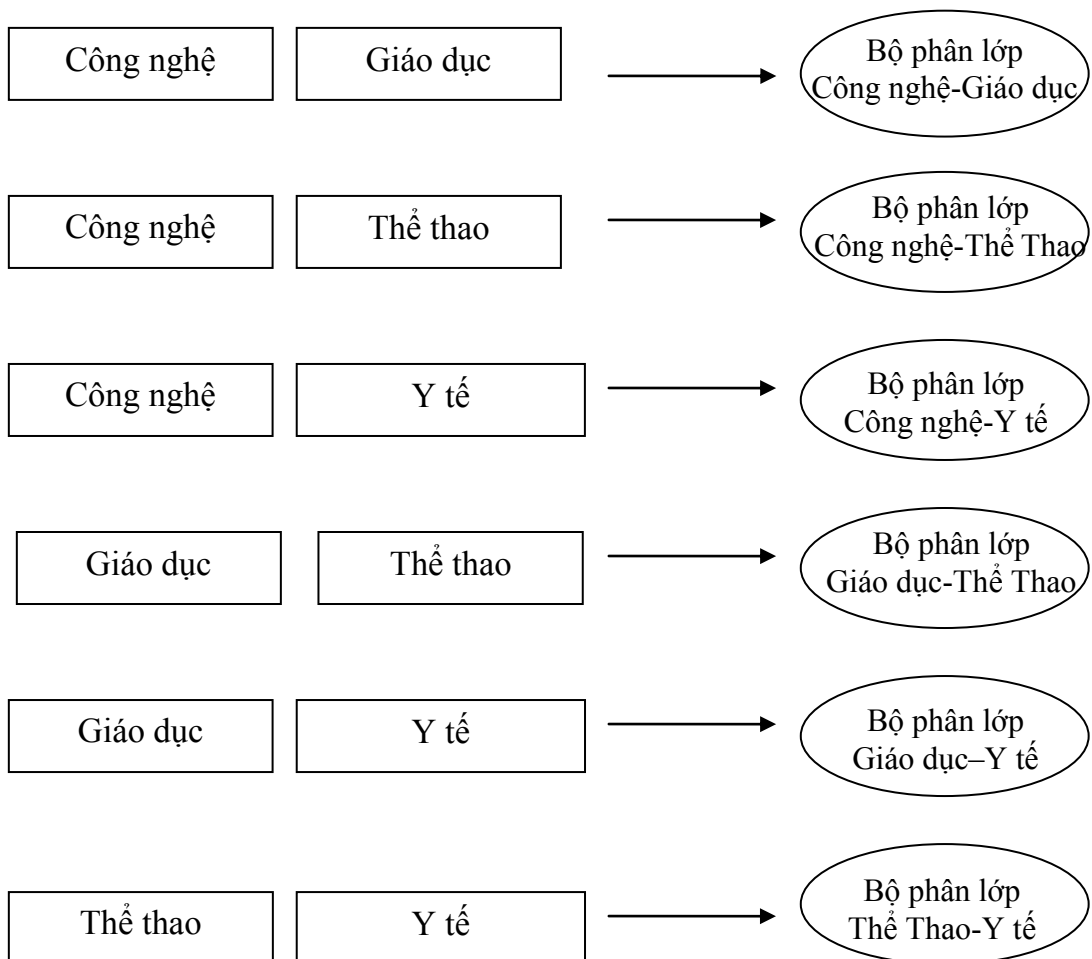 Công nghệ Giáo dục Bộ phân lớp
Công nghệ-Giáo dục
Công nghệ Thể thao Bộ phân lớp
Công nghệ-Thể Thao
Công nghệ Y tế Bộ phân lớp
Công nghệ-Y tế
Giáo dục Thể thao Bộ phân lớp
Giáo dục-Thể Thao
Giáo dục Y tế Bộ phân lớp
Giáo dục–Y tế
Thể thao Y tế Bộ phân lớp
Thể Thao-Y tế